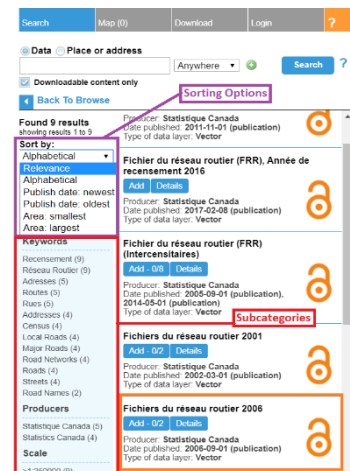 Search Map (0) Download Login ?
Data Place or address
Anywhere Search ?
Downloadable content only
Back To Browse
Sorting Options
Found 9 results
showing results 1 to 9
Sort by:
Alphabetical
Relevance
Alphabetical
Publish date: newest
Publish date: oldest
Area: smallest
Area: largest
Keywords
Recensement (9)
Réseau Routier (9)
Adresses (5)
Routes (5)
Rues (5)
Addresses (4)
Census (4)
Local Roads (4)
Major Roads (4)
Road Networks (4)
Roads (4)
Streets (4)
Road Names (2)
Producers
Statistique Canada (5)
Statistics Canada (4)
Scale
Producer: Statistique Canada
Date published: 2011-11-01 (publication)
Type of data layer: Vector
Fichier du réseau routier (FRR), Année de
recensement 2016
Add Details
Producer: Statistique Canada
Date published: 2017-02-08 (publication)
Type of data layer: Vector
Fichier du réseau routier (FRR)
(Intercensitaires)
Add - 0/8 Details
Producer: Statistique Canada
Date published: 2005-09-01 (publication),
2014-05-01 (publication)
Type of data layer: Vector
Subcategories
Fichiers du réseau routier 2001
Add - 0/2 Details
Producer: Statistique Canada
Date published: 2002-03-01 (publication)
Type of data layer: Vector
Fichiers du réseau routier 2006
Add - 0/2 Details
Producer: Statistique Canada
Date published: 2006-09-01 (publication)
Type of data layer: Vector